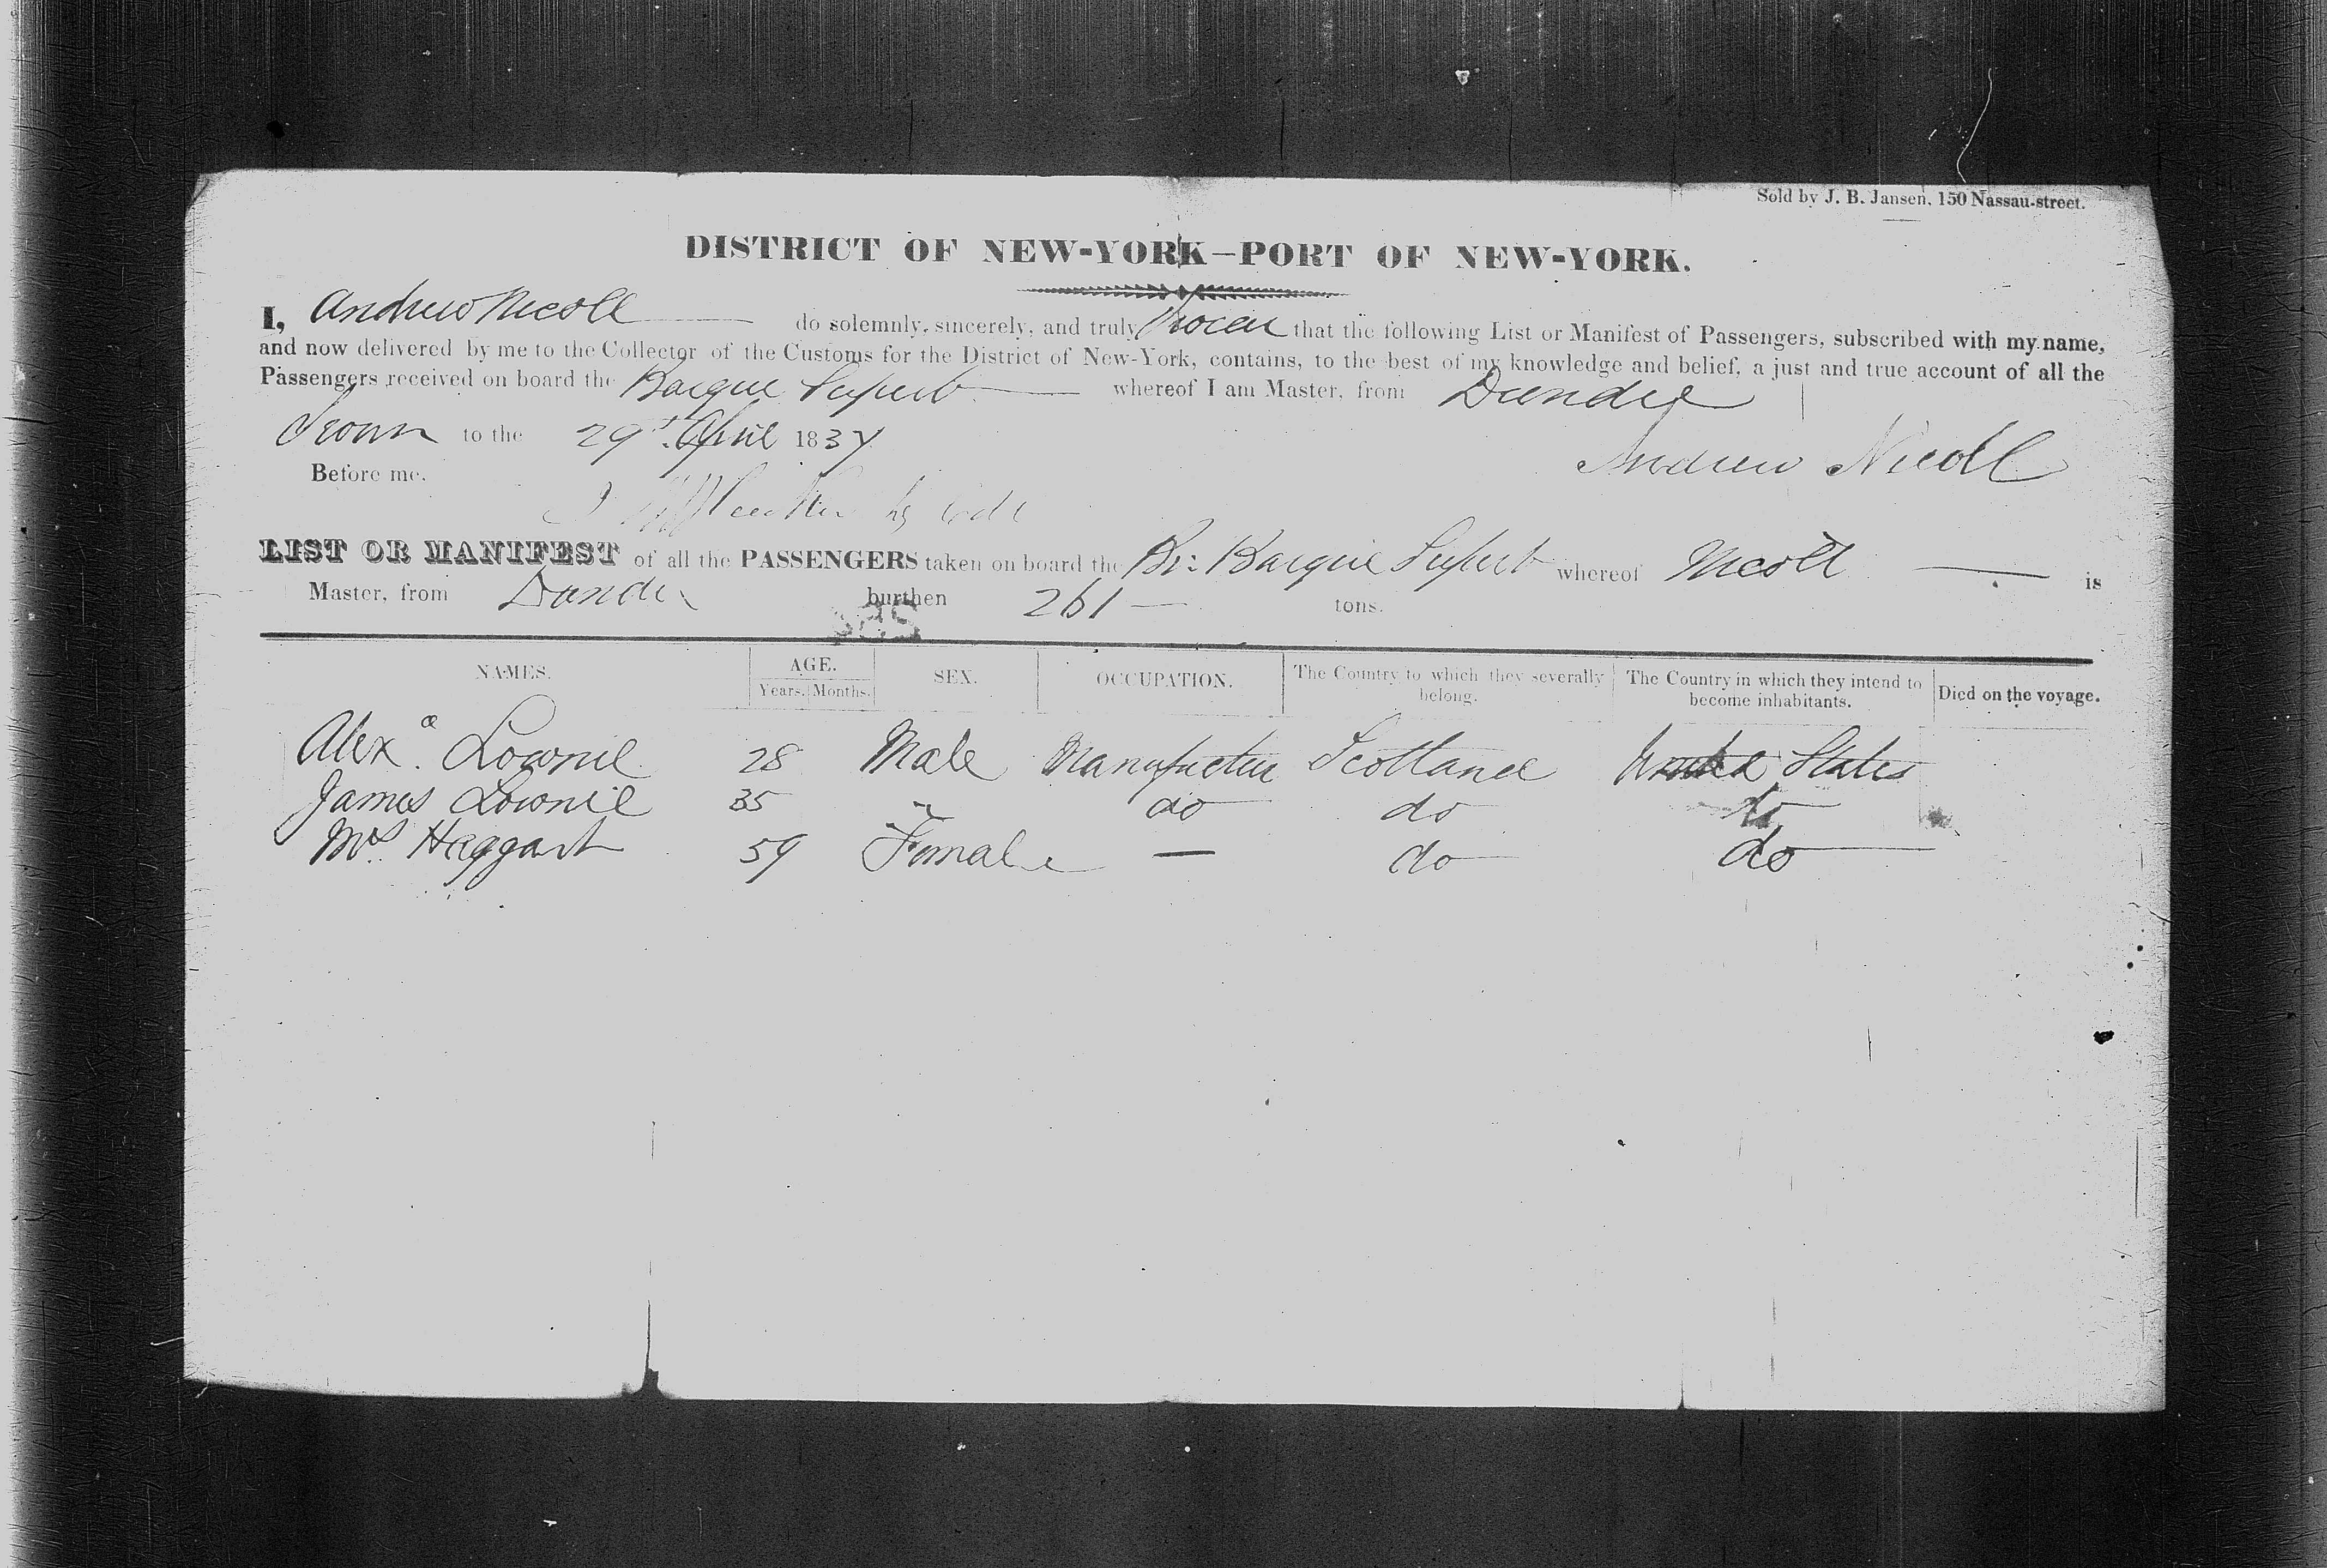 Sold by J. B. Jansen, 150 Nassau-street.
DISTRICT OF NEW-YORK—PORT OF NEW-YORK.
I, Andrew Nicoll do solemnly, sincerely, and truly swear that the following List or Manifest of Passengers, subscribed with my name,
and now delivered by me to the Collector of the Customs for the District of New-York, contains, to the best of my knowledge and belief, a just and true account of all the
Passengers received on board the Barque Superb whereof I am Master, from Dundee
Sworn to the 29th April 1837
Andrew Nicoll
Before me,
LIST OR MANIFEST of all the PASSENGERS taken on board the Br: Barque Superb whereof Nicoll is
Master, from Dundee burthen 261 tons.
NAMES. AGE. Years. Months. SEX. OCCUPATION. The Country to which they severally belong. The Country in which they intend to become inhabitants. Died on the voyage.
Alexr. Lownie 28 Male Manufacturer Scotland United States
James Lownie 35 " do do do
Mrs. Haggart 59 Female — do do